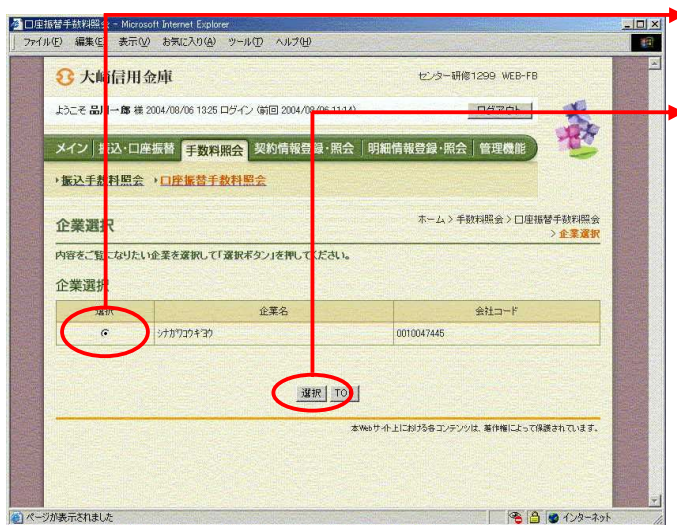 口座振替手数料照会 - Microsoft Internet Explorer
ファイル(F) 編集(E) 表示(V) お気に入り(A) ツール(T) ヘルプ(H)
大崎信用金庫
センター研修1299 WEB-FB
ようこそ 品川一郎 様 2004/08/06 13:25 ログイン (前回 2004/08/06 11:14)
ログアウト
メイン 振込・口座振替 手数料照会 契約情報登録・照会 明細情報登録・照会 管理機能
振込手数料照会 口座振替手数料照会
企業選択
ホーム > 手数料照会 > 口座振替手数料照会
> 企業選択
内容をご覧になりたい企業を選択して「選択ボタン」を押してください。
企業選択
選択 企業名 会社コード
シナガワコウギヨウ 0010047445
選択
本Webサイト上における各コンテンツは、著作権によって保護されています。
ページが表示されました
インターネット